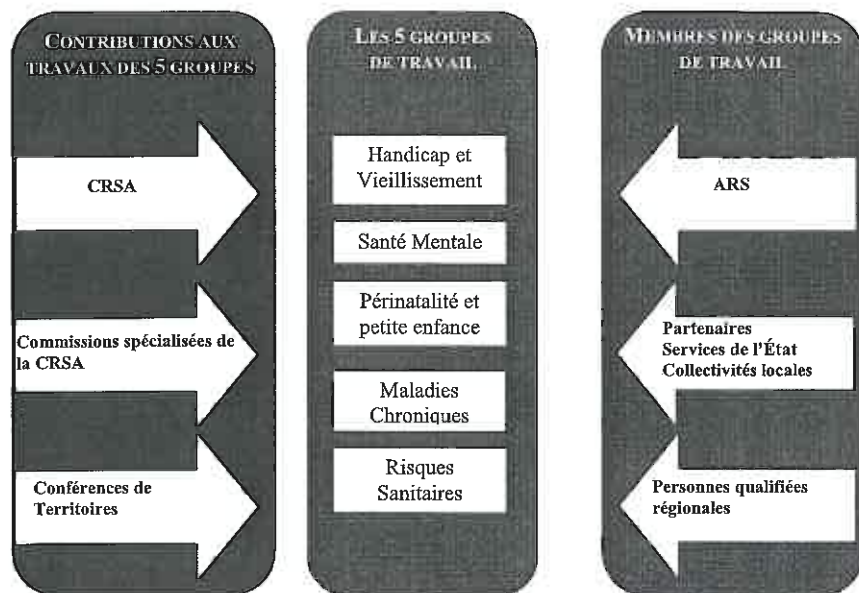 CONTRIBUTIONS AUX
TRAVAUX DES 5 GROUPES
CRSA
Commissions spécialisées de
la CRSA
Conférences de
Territoires
LES 5 GROUPES
DE TRAVAIL
Handicap et
Vieillissement
Santé Mentale
Périnatalité et
petite enfance
Maladies
Chroniques
Risques
Sanitaires
MEMBRES DES GROUPES
DE TRAVAIL
ARS
Partenaires
Services de l'État
Collectivités locales
Personnes qualifiées
régionales